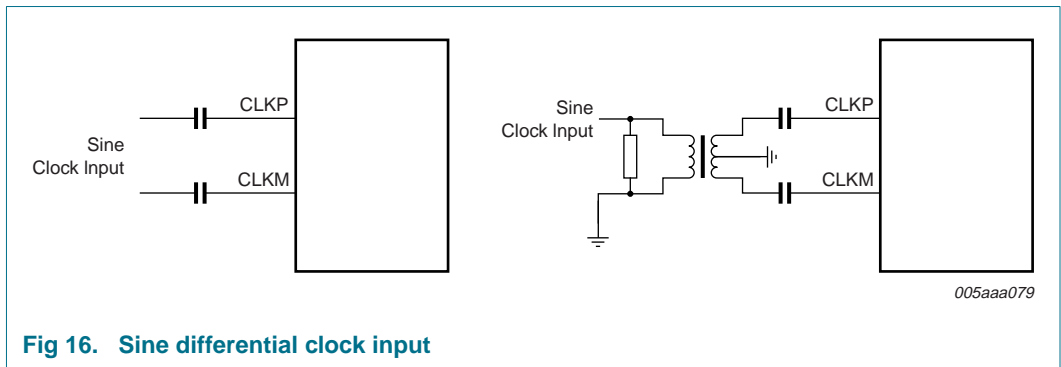 CLKP
Sine
Clock Input
CLKM
Sine
Clock Input
CLKP
CLKM
005aaa079
Fig 16. Sine differential clock input